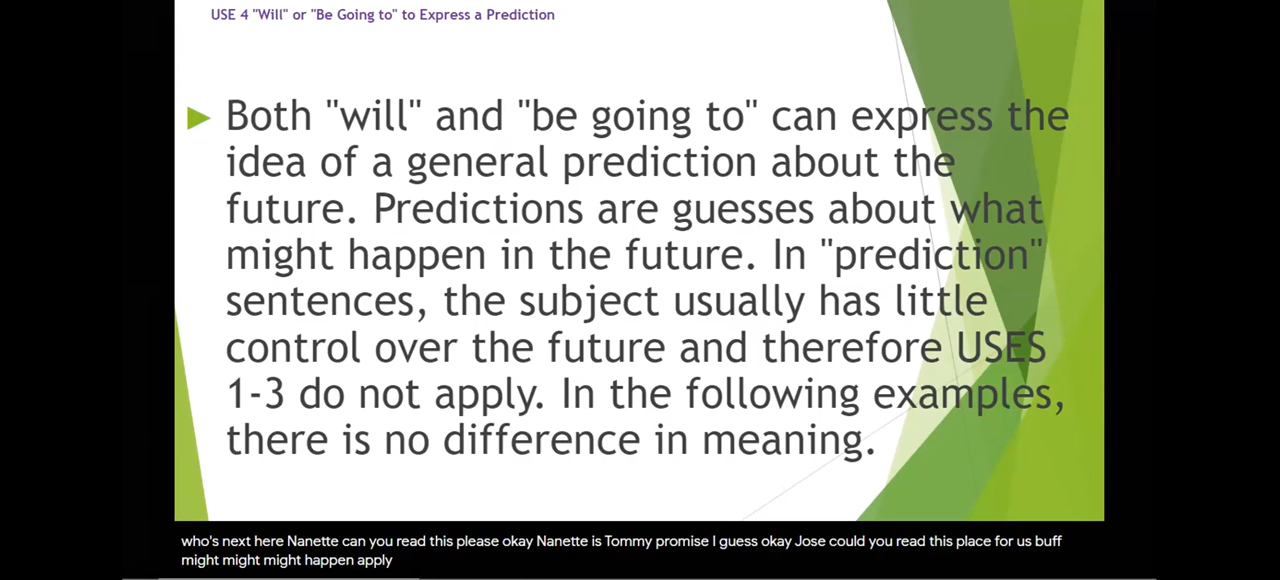 USE 4 "Will" or "Be Going to" to Express a Prediction
Both "will" and "be going to" can express the
idea of a general prediction about the
future. Predictions are guesses about what
might happen in the future. In "prediction"
sentences, the subject usually has little
control over the future and therefore USES
1-3 do not apply. In the following examples,
there is no difference in meaning.
who's next here Nanette can you read this please okay Nanette is Tommy promise I guess okay Jose could you read this place for us buff
might might might happen apply